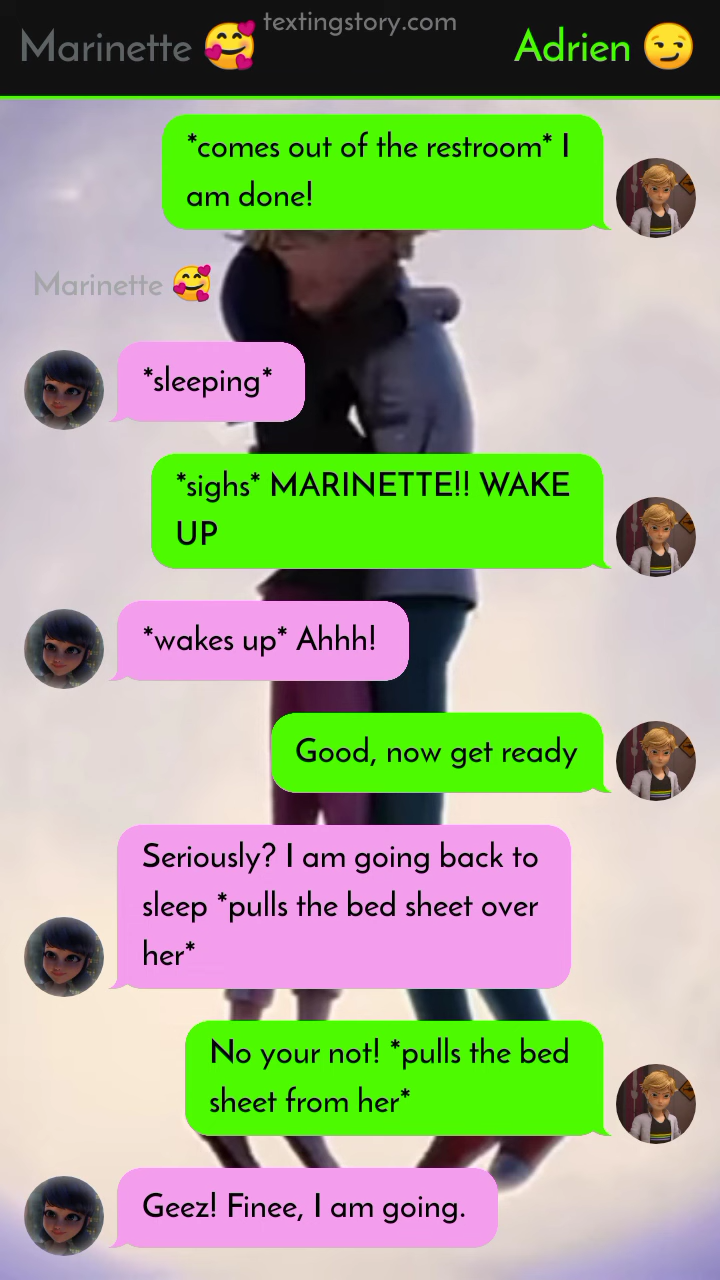 textingstory.com
Marinette 🥰
Adrien 😏
*comes out of the restroom* I
am done!
Marinette 🥰
*sleeping*
*sighs* MARINETTE!! WAKE
UP
*wakes up* Ahhh!
Good, now get ready
Seriously? I am going back to
sleep *pulls the bed sheet over
her*
No your not! *pulls the bed
sheet from her*
Geez! Finee, I am going.